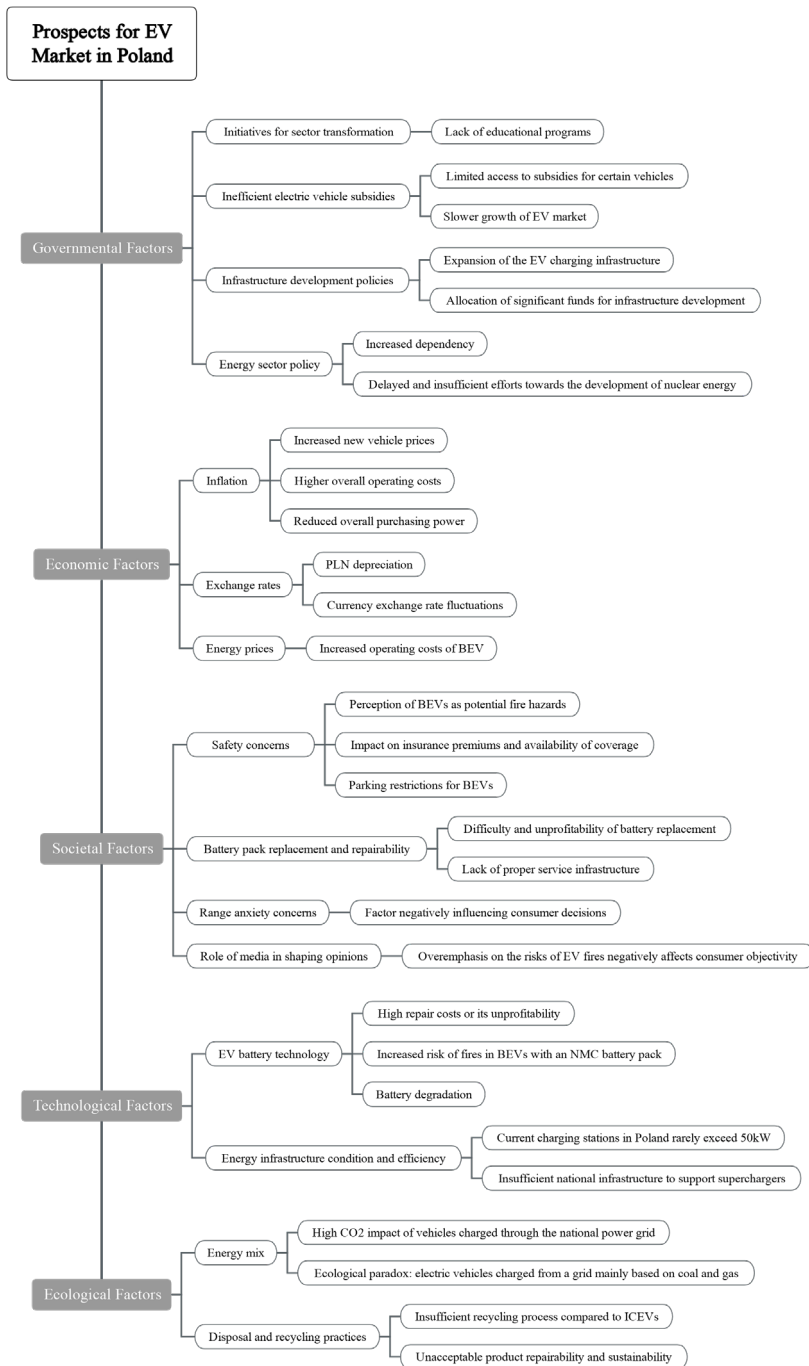 Prospects for EV
Market in Poland
Governmental Factors
Initiatives for sector transformation
Lack of educational programs
Inefficient electric vehicle subsidies
Limited access to subsidies for certain vehicles
Slower growth of EV market
Infrastructure development policies
Expansion of the EV charging infrastructure
Allocation of significant funds for infrastructure development
Energy sector policy
Increased dependency
Delayed and insufficient efforts towards the development of nuclear energy
Economic Factors
Inflation
Increased new vehicle prices
Higher overall operating costs
Reduced overall purchasing power
Exchange rates
PLN depreciation
Currency exchange rate fluctuations
Energy prices
Increased operating costs of BEV
Societal Factors
Safety concerns
Perception of BEVs as potential fire hazards
Impact on insurance premiums and availability of coverage
Parking restrictions for BEVs
Battery pack replacement and repairability
Difficulty and unprofitability of battery replacement
Lack of proper service infrastructure
Range anxiety concerns
Factor negatively influencing consumer decisions
Role of media in shaping opinions
Overemphasis on the risks of EV fires negatively affects consumer objectivity
Technological Factors
EV battery technology
High repair costs or its unprofitability
Increased risk of fires in BEVs with an NMC battery pack
Battery degradation
Energy infrastructure condition and efficiency
Current charging stations in Poland rarely exceed 50kW
Insufficient national infrastructure to support superchargers
Ecological Factors
Energy mix
High CO2 impact of vehicles charged through the national power grid
Ecological paradox: electric vehicles charged from a grid mainly based on coal and gas
Disposal and recycling practices
Insufficient recycling process compared to ICEVs
Unacceptable product repairability and sustainability